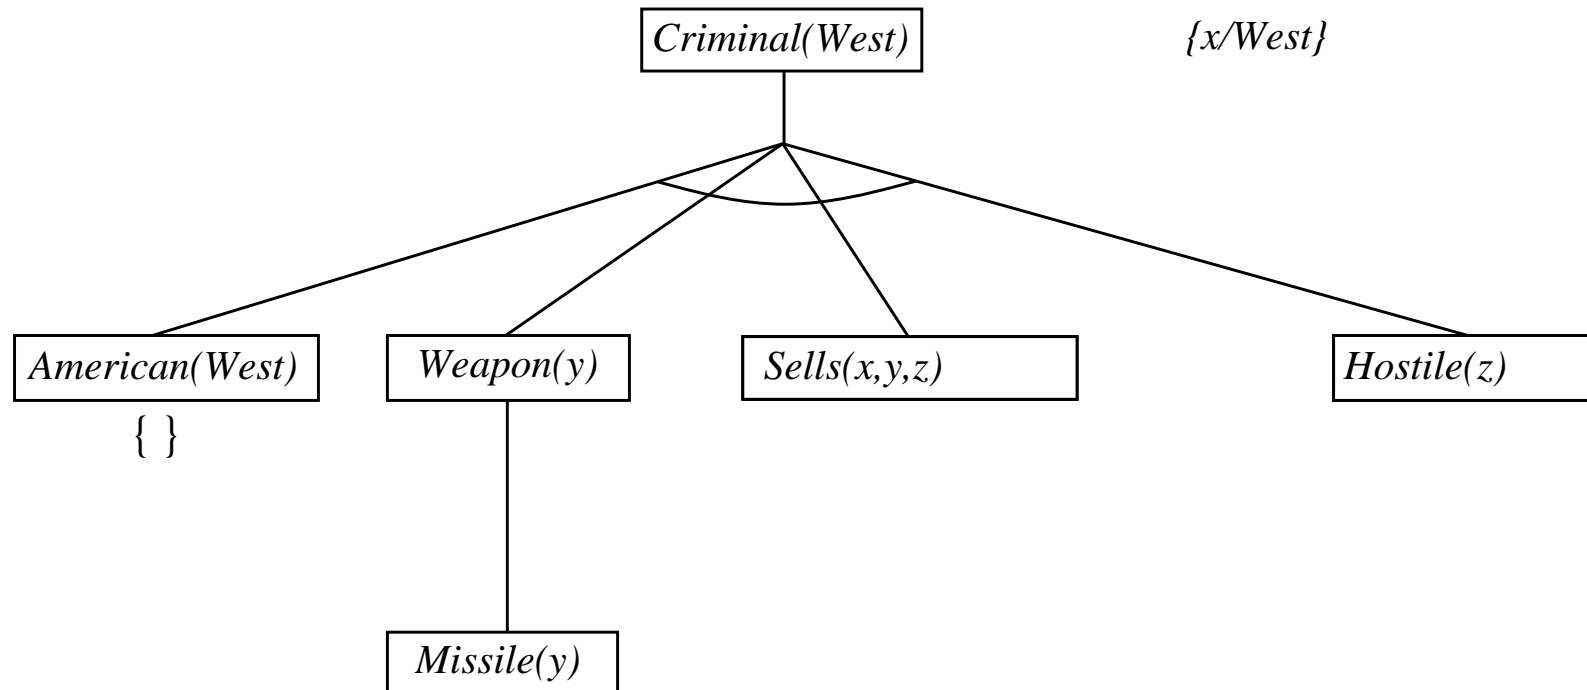 Criminal(West)
{x/West}
American(West)
Weapon(y)
Sells(x,y,z)
Hostile(z)
{ }
Missile(y)